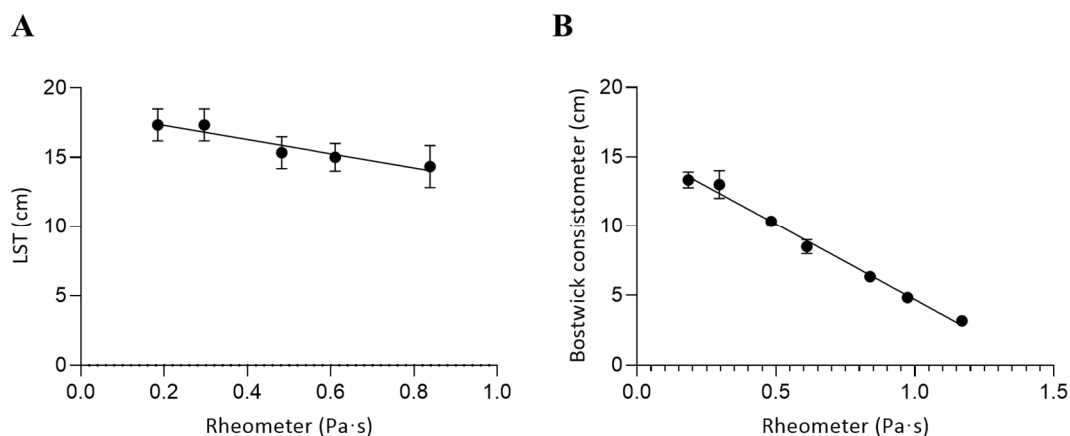 A
20
15
10
5
0
LST (cm)
0.0 0.2 0.4 0.6 0.8 1.0
Rheometer (Pa·s)
B
20
15
10
5
0
Bostwick consistometer (cm)
0.0 0.5 1.0 1.5
Rheometer (Pa·s)